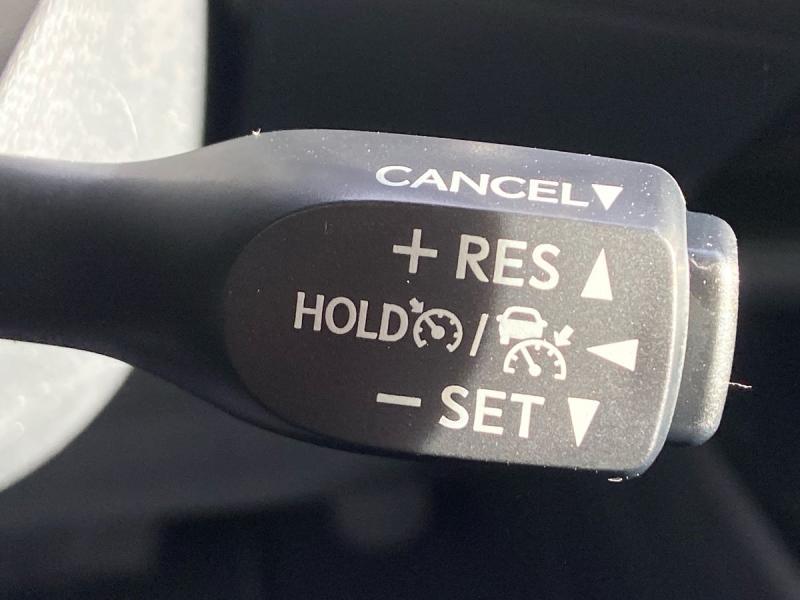 CANCEL▼
+ RES ▲
HOLD / ◀
− SET ▼